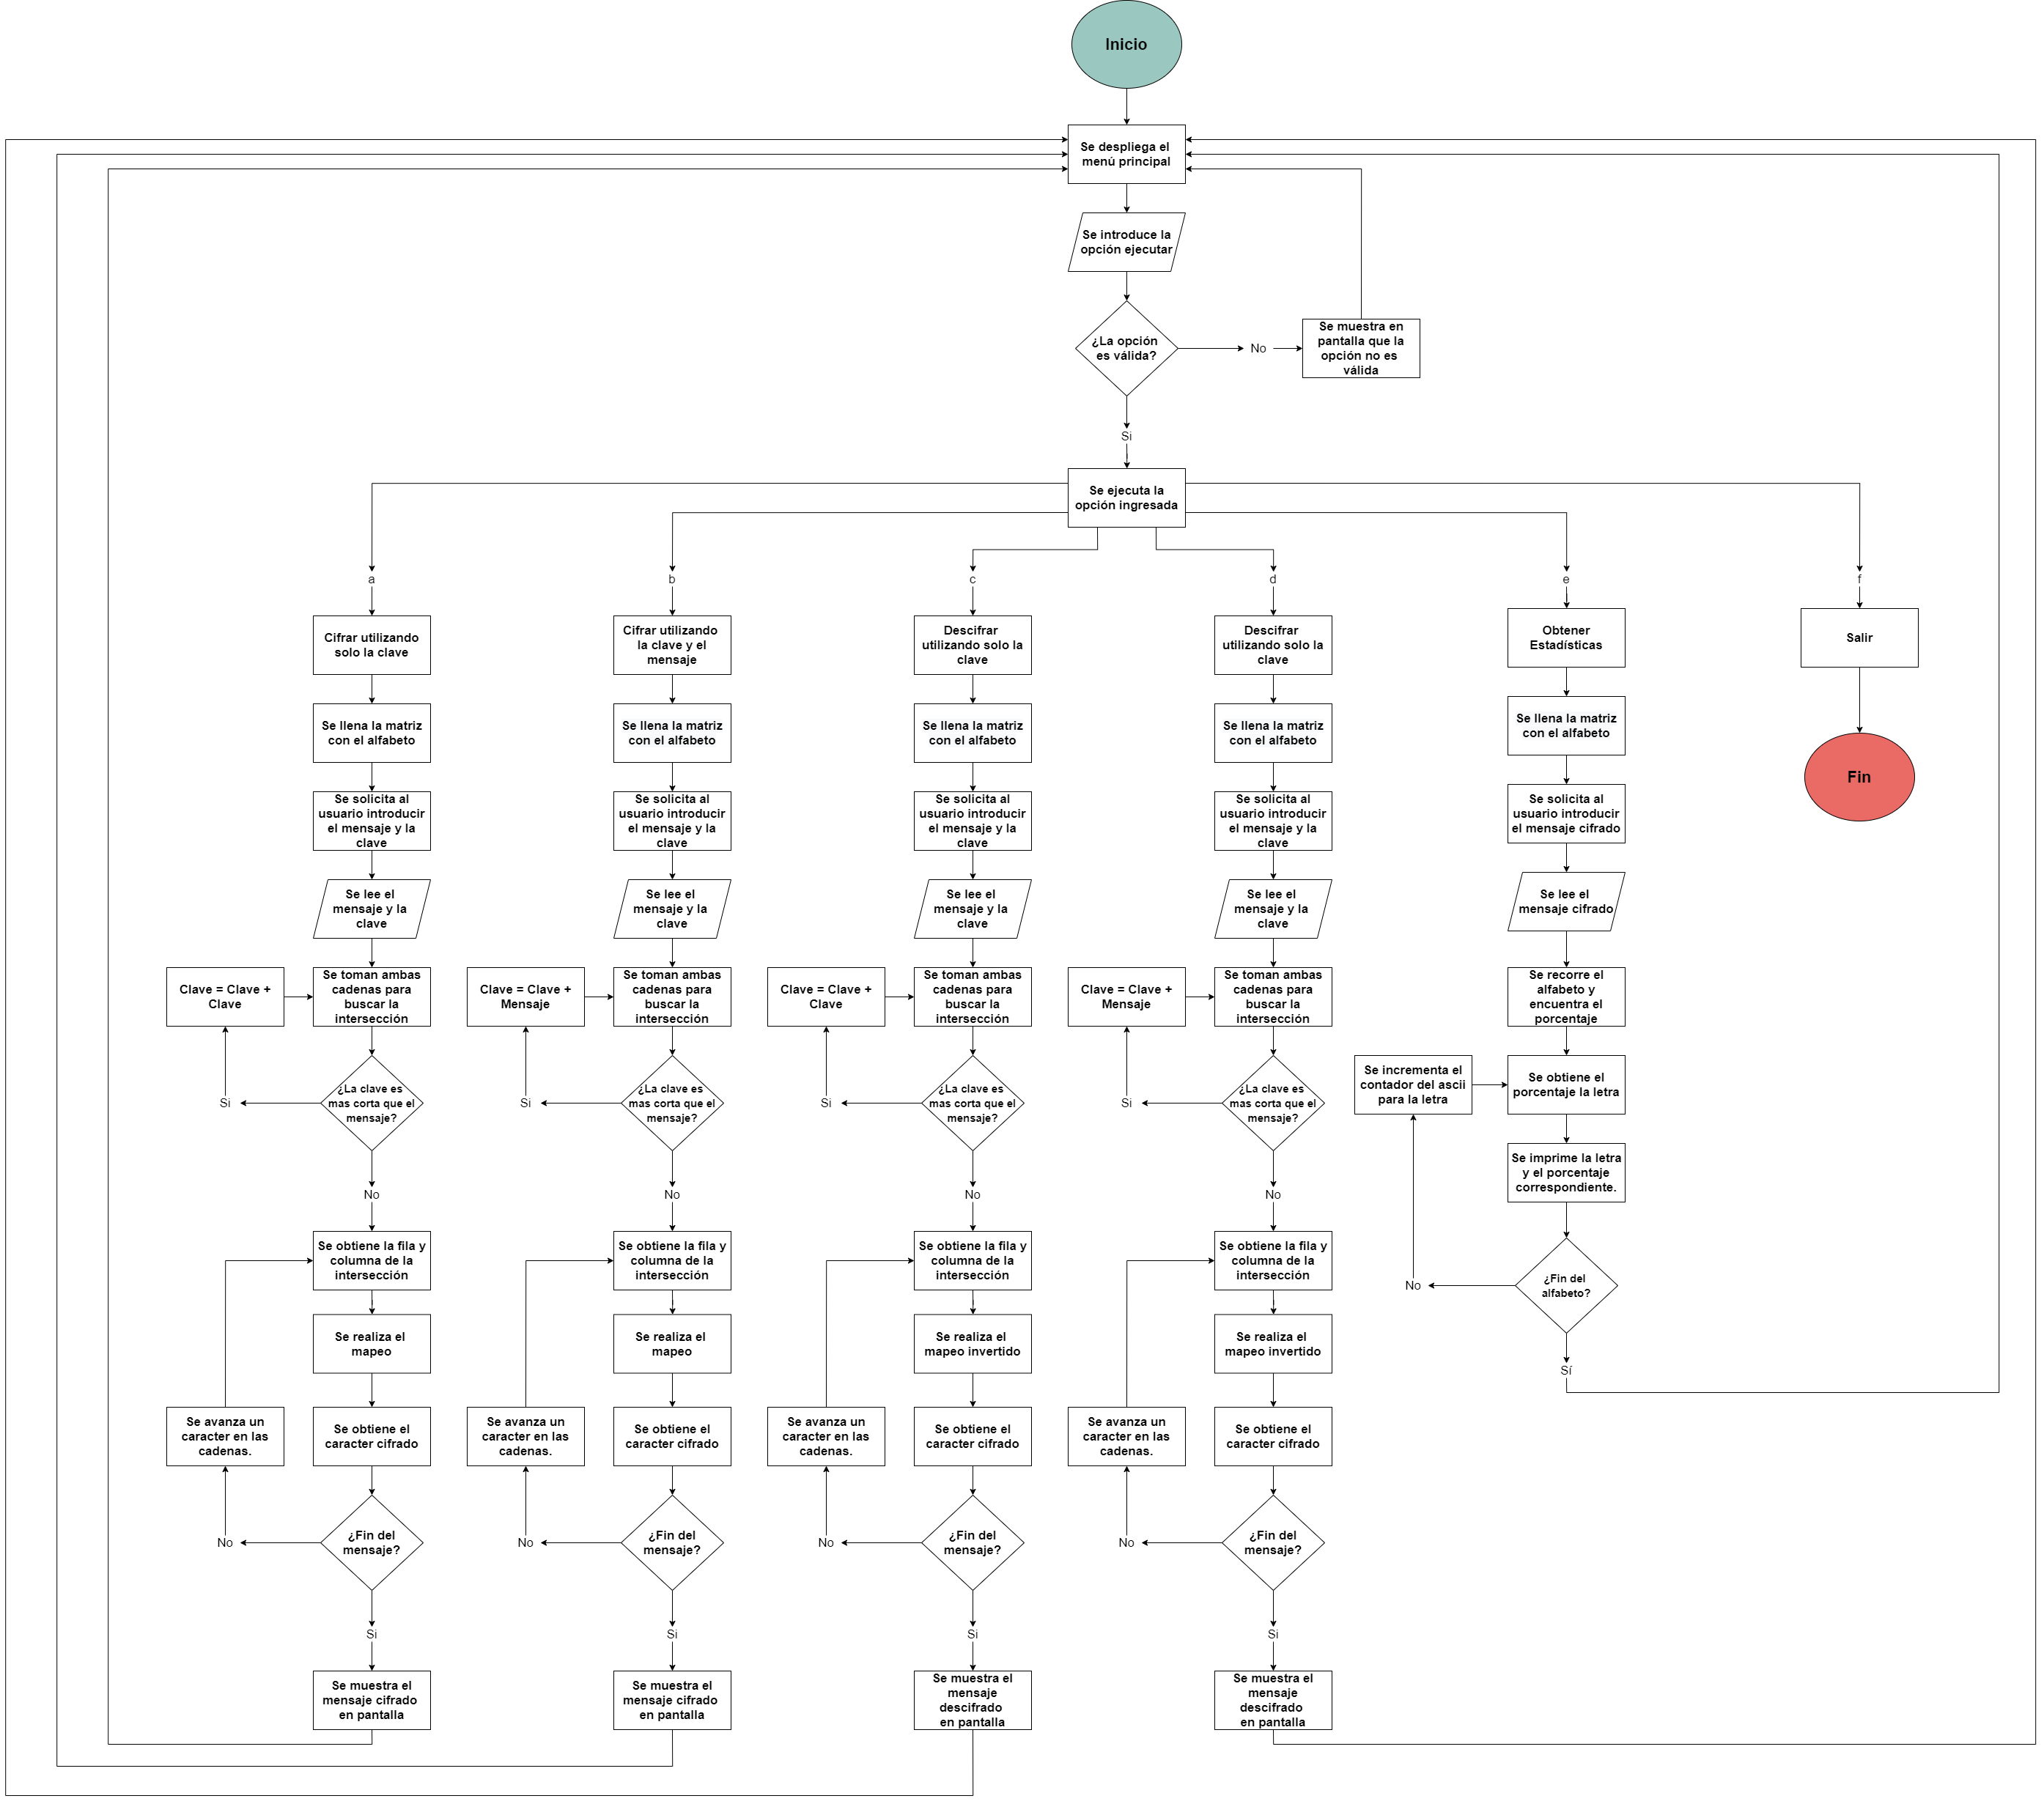 Inicio
Se despliega el
menú principal
Se introduce la
opción ejecutar
¿La opción
es válida?
No
Se muestra en
pantalla que la
opción no es
válida
Si
Se ejecuta la
opción ingresada
a
b
c
d
e
f
Cifrar utilizando
solo la clave
Se llena la matriz
con el alfabeto
Se solicita al
usuario introducir
el mensaje y la
clave
Se lee el
mensaje y la
clave
Clave = Clave +
Clave
Se toman ambas
cadenas para
buscar la
intersección
Si
¿La clave es
mas corta que el
mensaje?
No
Se obtiene la fila y
columna de la
intersección
Se realiza el
mapeo
Se avanza un
caracter en las
cadenas.
Se obtiene el
caracter cifrado
No
¿Fin del
mensaje?
Si
Se muestra el
mensaje cifrado
en pantalla
Cifrar utilizando
la clave y el
mensaje
Se llena la matriz
con el alfabeto
Se solicita al
usuario introducir
el mensaje y la
clave
Se lee el
mensaje y la
clave
Clave = Clave +
Mensaje
Se toman ambas
cadenas para
buscar la
intersección
Si
¿La clave es
mas corta que el
mensaje?
No
Se obtiene la fila y
columna de la
intersección
Se realiza el
mapeo
Se avanza un
caracter en las
cadenas.
Se obtiene el
caracter cifrado
No
¿Fin del
mensaje?
Si
Se muestra el
mensaje cifrado
en pantalla
Descifrar
utilizando solo la
clave
Se llena la matriz
con el alfabeto
Se solicita al
usuario introducir
el mensaje y la
clave
Se lee el
mensaje y la
clave
Clave = Clave +
Clave
Se toman ambas
cadenas para
buscar la
intersección
Si
¿La clave es
mas corta que el
mensaje?
No
Se obtiene la fila y
columna de la
intersección
Se realiza el
mapeo invertido
Se avanza un
caracter en las
cadenas.
Se obtiene el
caracter cifrado
No
¿Fin del
mensaje?
Si
Se muestra el
mensaje
descifrado
en pantalla
Descifrar
utilizando solo la
clave
Se llena la matriz
con el alfabeto
Se solicita al
usuario introducir
el mensaje y la
clave
Se lee el
mensaje y la
clave
Clave = Clave +
Mensaje
Se toman ambas
cadenas para
buscar la
intersección
Si
¿La clave es
mas corta que el
mensaje?
No
Se obtiene la fila y
columna de la
intersección
Se realiza el
mapeo invertido
Se avanza un
caracter en las
cadenas.
Se obtiene el
caracter cifrado
No
¿Fin del
mensaje?
Si
Se muestra el
mensaje
descifrado
en pantalla
Obtener
Estadísticas
Se llena la matriz
con el alfabeto
Se solicita al
usuario introducir
el mensaje cifrado
Se lee el
mensaje cifrado
Se recorre el
alfabeto y
encuentra el
porcentaje
Se incrementa el
contador del ascii
para la letra
Se obtiene el
porcentaje la letra
Se imprime la letra
y el porcentaje
correspondiente.
No
¿Fin del
alfabeto?
Sí
Salir
Fin